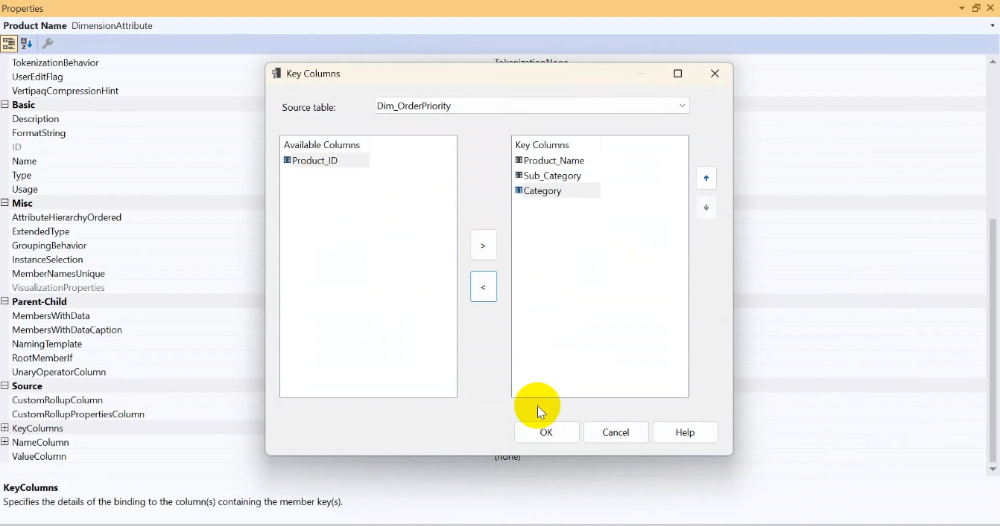 Properties
Product Name DimensionAttribute
TokenizationBehavior
TokenizationNone
UserEditFlag
VertipaqCompressionHint
Basic
Description
FormatString
ID
Name
Type
Usage
Misc
AttributeHierarchyOrdered
ExtendedType
GroupingBehavior
InstanceSelection
MemberNamesUnique
VisualizationProperties
Parent-Child
MembersWithData
MembersWithDataCaption
NamingTemplate
RootMemberIf
UnaryOperatorColumn
Source
CustomRollupColumn
CustomRollupPropertiesColumn
KeyColumns
NameColumn
ValueColumn
(none)
KeyColumns
Specifies the details of the binding to the column(s) containing the member key(s).
Key Columns
Source table: Dim_OrderPriority
Available Columns
Product_ID
>
<
Key Columns
Product_Name
Sub_Category
Category
OK Cancel Help